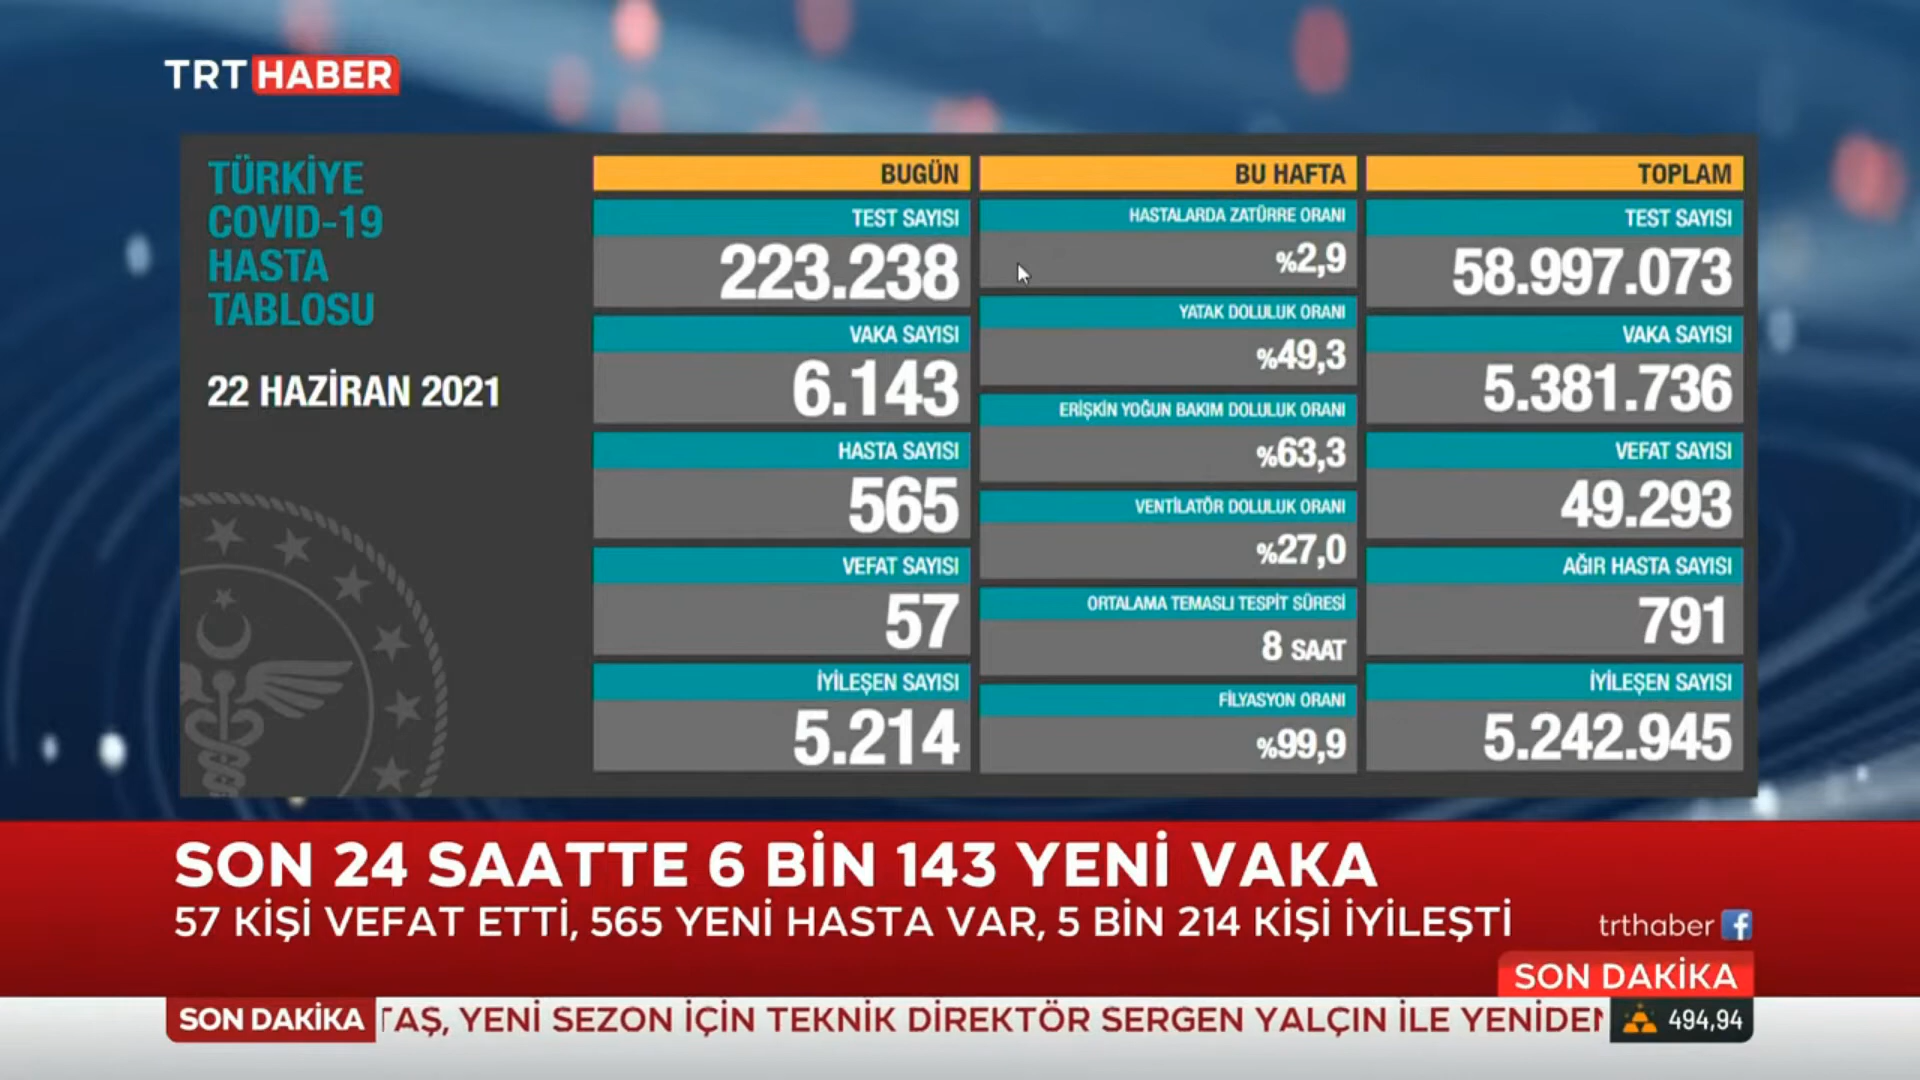 TRT HABER
TÜRKİYE
COVID-19
HASTA
TABLOSU
22 HAZİRAN 2021
BUGÜN
TEST SAYISI
223.238
VAKA SAYISI
6.143
HASTA SAYISI
565
VEFAT SAYISI
57
İYİLEŞEN SAYISI
5.214
BU HAFTA
HASTALARDA ZATÜRRE ORANI
%2,9
YATAK DOLULUK ORANI
%49,3
ERİŞKİN YOĞUN BAKIM DOLULUK ORANI
%63,3
VENTİLATÖR DOLULUK ORANI
%27,0
ORTALAMA TEMASLI TESPİT SÜRESİ
8 SAAT
FİLYASYON ORANI
%99,9
TOPLAM
TEST SAYISI
58.997.073
VAKA SAYISI
5.381.736
VEFAT SAYISI
49.293
AĞIR HASTA SAYISI
791
İYİLEŞEN SAYISI
5.242.945
SON 24 SAATTE 6 BİN 143 YENİ VAKA
57 KİŞİ VEFAT ETTİ, 565 YENİ HASTA VAR, 5 BİN 214 KİŞİ İYİLEŞTİ
trthaber f
SON DAKİKA
SON DAKİKA TAŞ, YENİ SEZON İÇİN TEKNİK DİREKTÖR SERGEN YALÇIN İLE YENİDEN
494,94